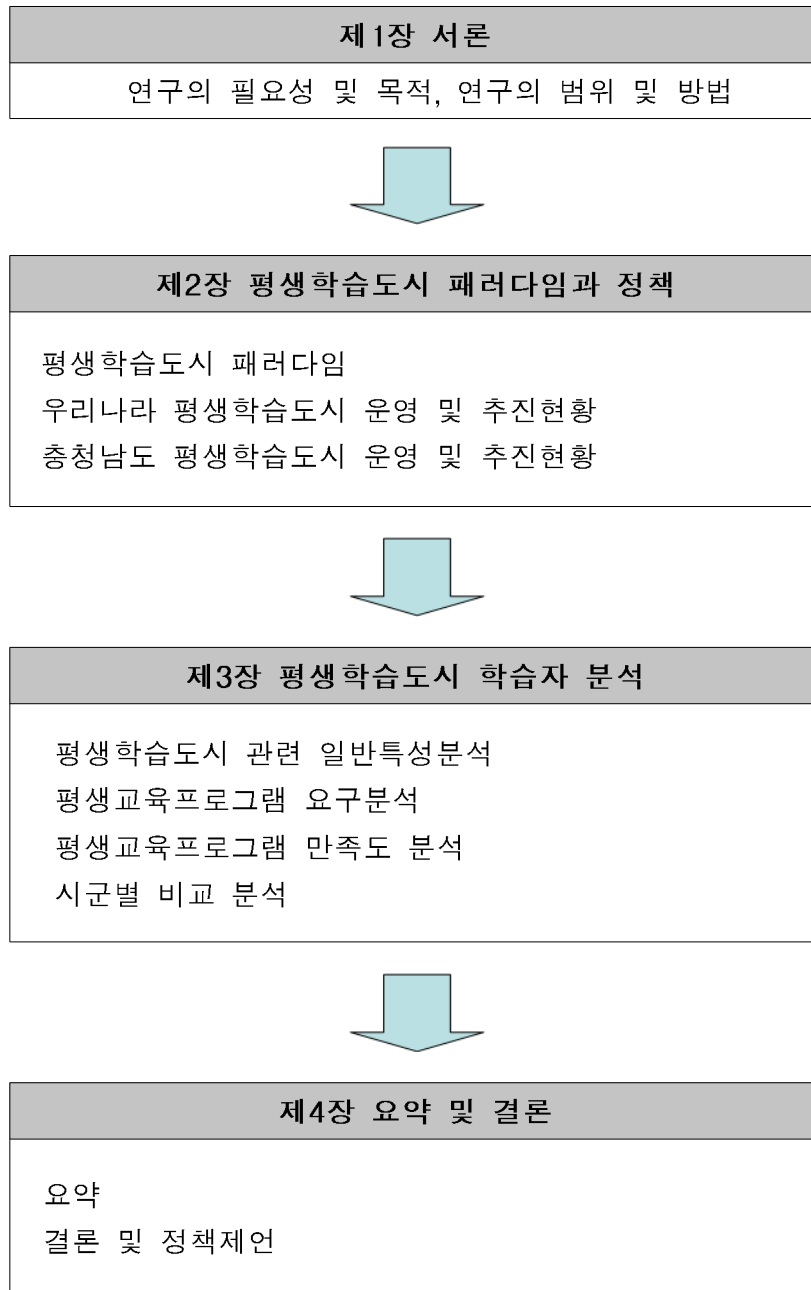 제1장 서론
연구의 필요성 및 목적, 연구의 범위 및 방법
제2장 평생학습도시 패러다임과 정책
평생학습도시 패러다임
우리나라 평생학습도시 운영 및 추진현황
충청남도 평생학습도시 운영 및 추진현황
제3장 평생학습도시 학습자 분석
평생학습도시 관련 일반특성분석
평생교육프로그램 요구분석
평생교육프로그램 만족도 분석
시군별 비교 분석
제4장 요약 및 결론
요약
결론 및 정책제언